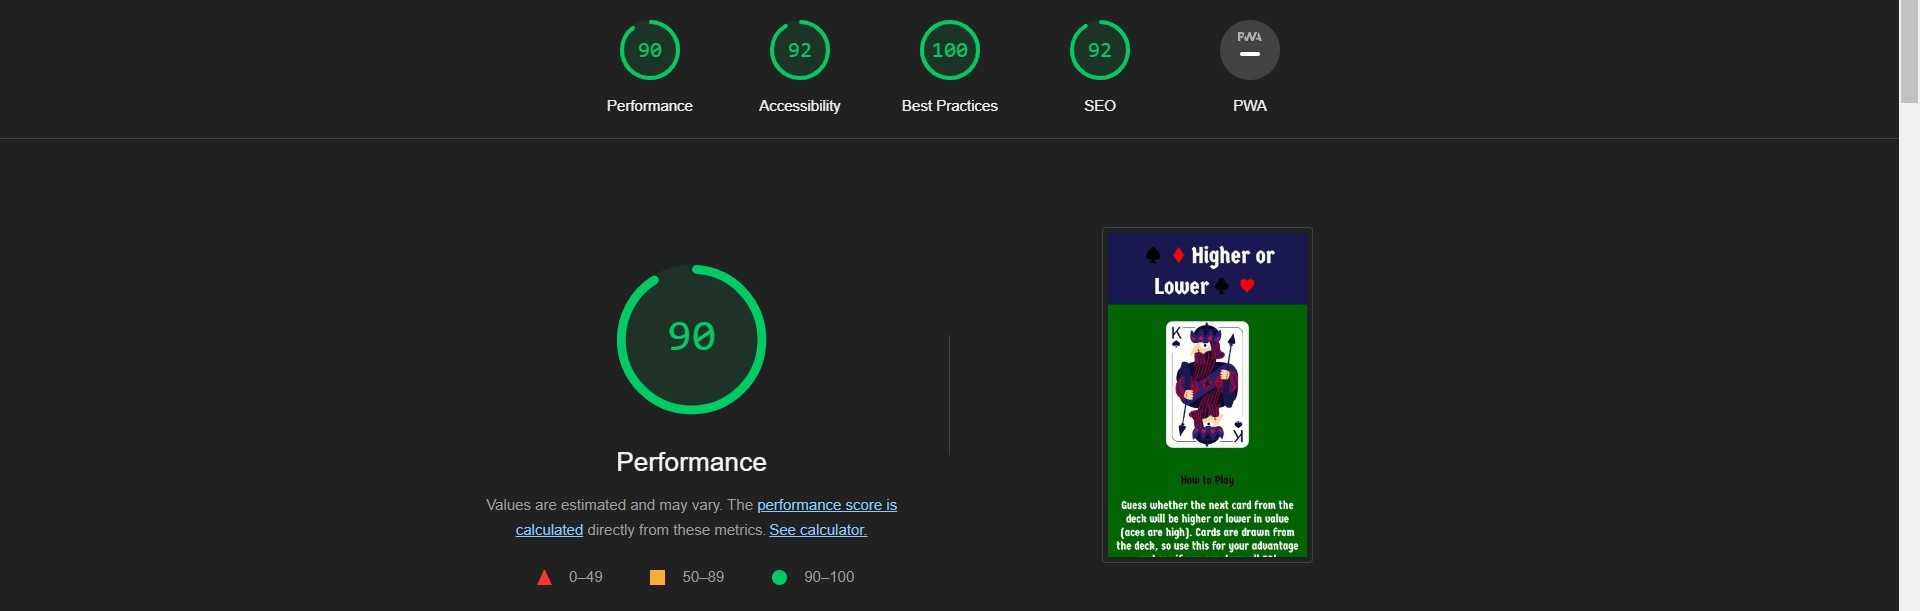 90
92
100
92
PWA
Performance
Accessibility
Best Practices
SEO
PWA
90
Performance
Values are estimated and may vary. The performance score is
calculated directly from these metrics. See calculator.
0–49
50–89
90–100
♠ ♦ Higher or
Lower ♣ ♥
K
K
How to Play
Guess whether the next card from the
deck will be higher or lower in value
(aces are high). Cards are drawn from
the deck, so use this for your advantage